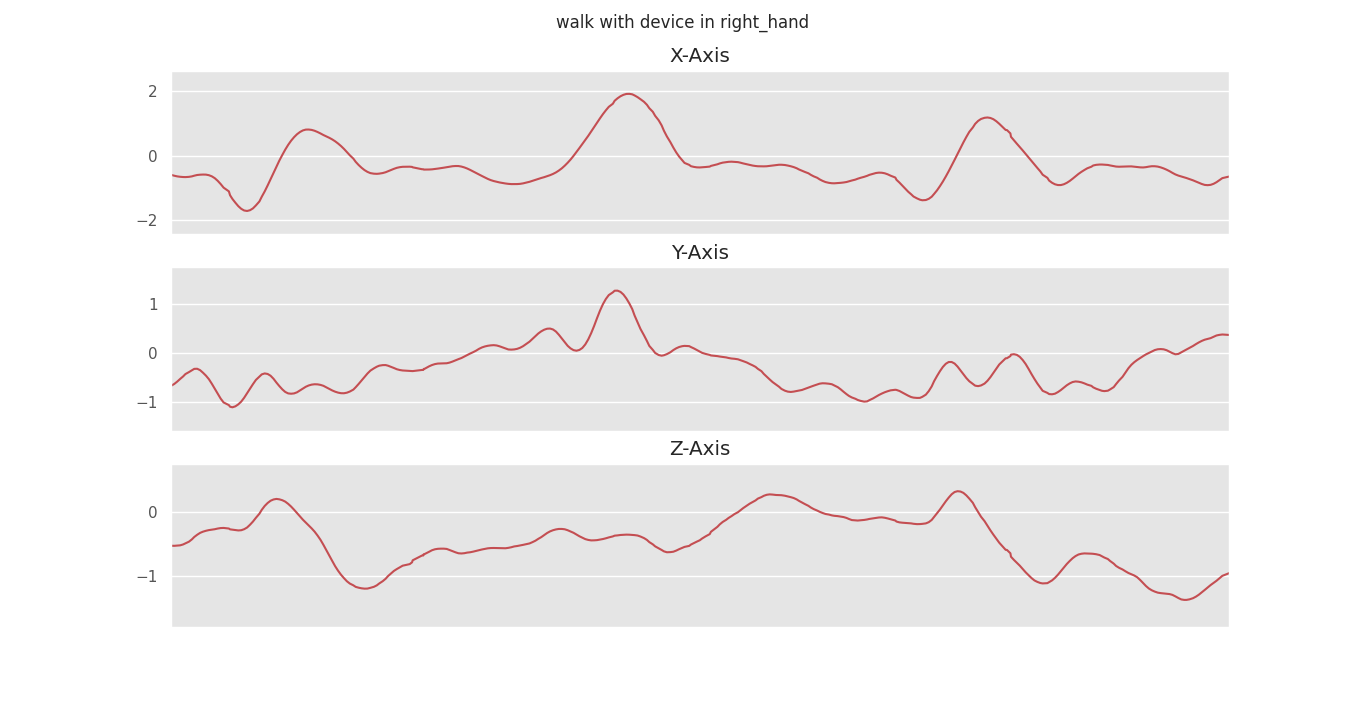 walk with device in right_hand
X-Axis
2
0
−2
Y-Axis
1
0
−1
Z-Axis
0
−1